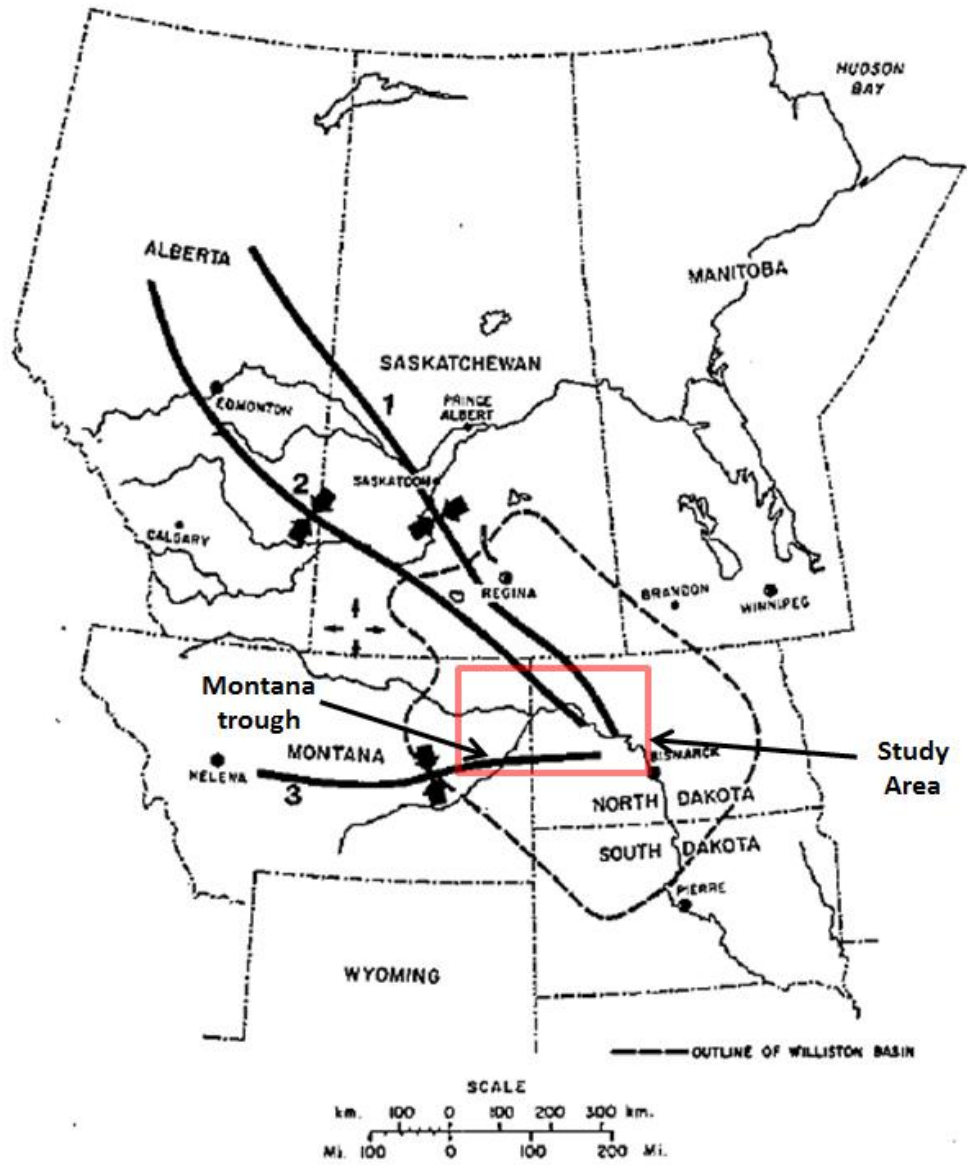 HUDSON
BAY
ALBERTA
MANITOBA
SASKATCHEWAN
1
PRINCE
ALBERT
EDMONTON
SASKATOON
2
CALGARY
REGINA
BRANDON
WINNIPEG
Montana
trough
MONTANA
HELENA
3
BISMARCK
Study
Area
NORTH DAKOTA
SOUTH DAKOTA
PIERRE
WYOMING
OUTLINE OF WILLISTON BASIN
SCALE
km. 100 0 100 200 300 km.
Mi. 100 0 100 200 Mi.